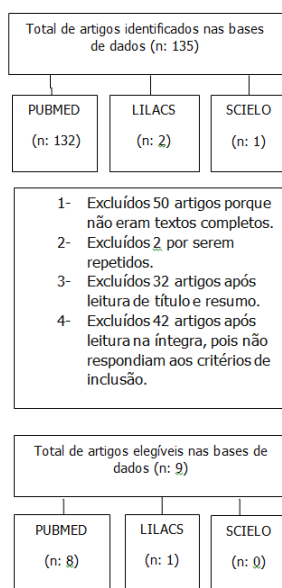 Total de artigos identificados nas bases
de dados (n: 135)
PUBMED
(n: 132)
LILACS
(n: 2)
SCIELO
(n: 1)
1- Excluídos 50 artigos porque
não eram textos completos.
2- Excluídos 2 por serem
repetidos.
3- Excluídos 32 artigos após
leitura de título e resumo.
4- Excluídos 42 artigos após
leitura na íntegra, pois não
respondiam aos critérios de
inclusão.
Total de artigos elegíveis nas bases de
dados (n: 9)
PUBMED
(n: 8)
LILACS
(n: 1)
SCIELO
(n: 0)